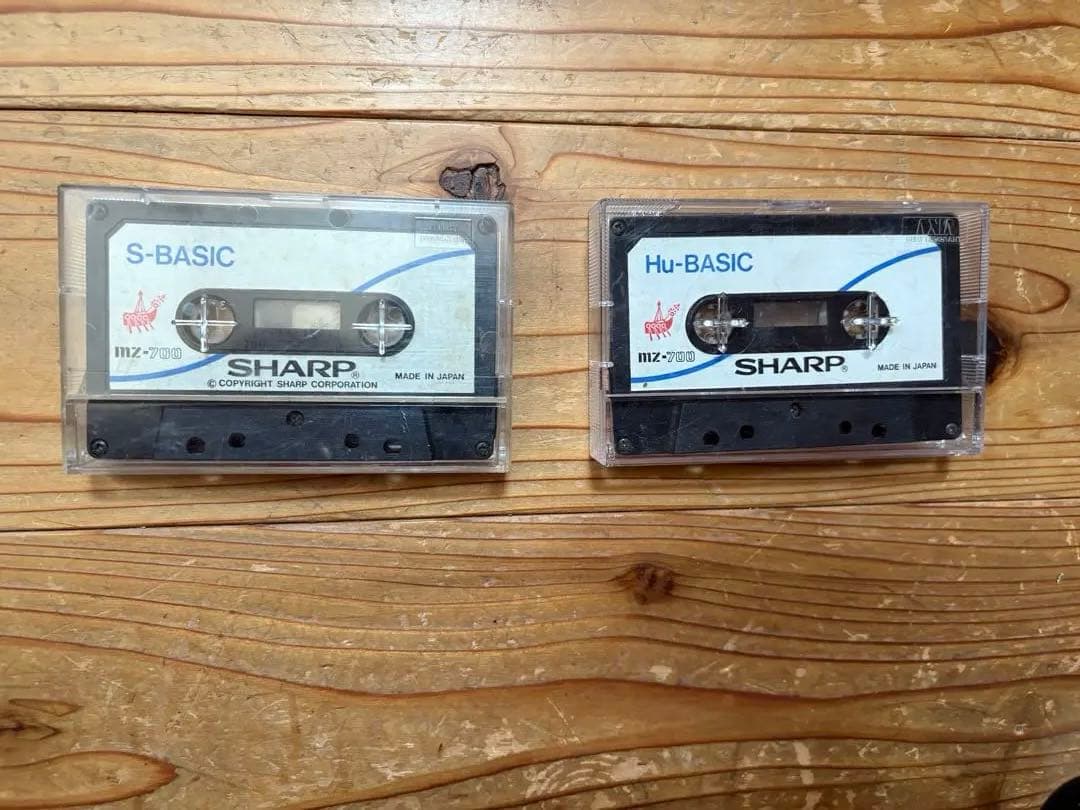 S-BASIC
mz-700
SHARP®
© COPYRIGHT SHARP CORPORATION
MADE IN JAPAN
Hu-BASIC
mz-700
SHARP®
MADE IN JAPAN